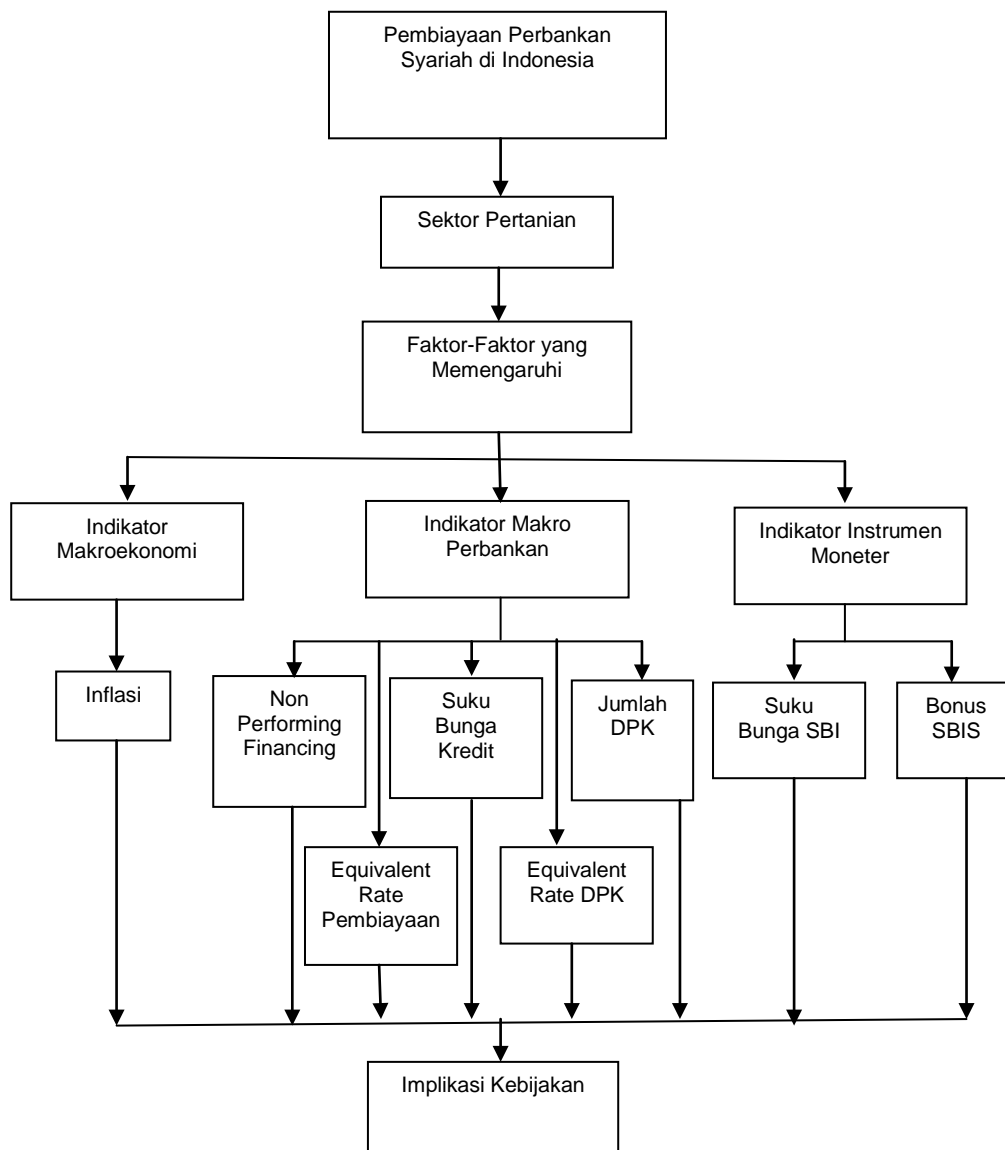 Pembiayaan Perbankan
Syariah di Indonesia
Sektor Pertanian
Faktor-Faktor yang
Memengaruhi
Indikator
Makroekonomi
Indikator Makro
Perbankan
Indikator Instrumen
Moneter
Inflasi
Non
Performing
Financing
Suku
Bunga
Kredit
Jumlah
DPK
Suku
Bunga SBI
Bonus
SBIS
Equivalent
Rate
Pembiayaan
Equivalent
Rate DPK
Implikasi Kebijakan